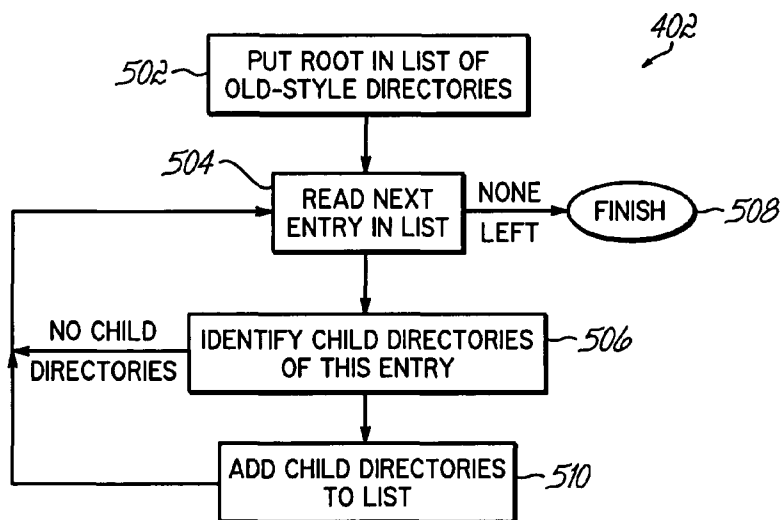 402
502
PUT ROOT IN LIST OF
OLD-STYLE DIRECTORIES
504
READ NEXT
ENTRY IN LIST
NONE
LEFT
FINISH
508
NO CHILD
DIRECTORIES
IDENTIFY CHILD DIRECTORIES
OF THIS ENTRY
506
ADD CHILD DIRECTORIES
TO LIST
510